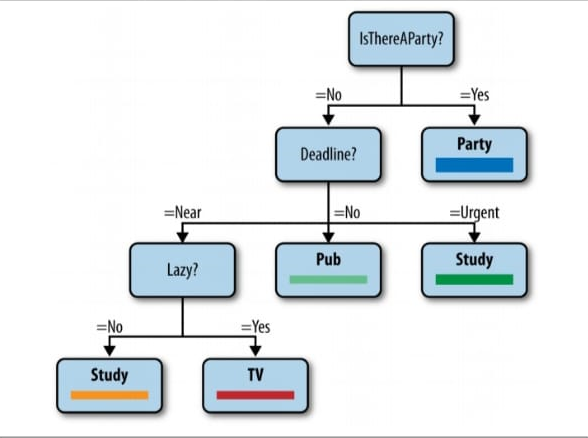 IsThereAParty?
=No
=Yes
Deadline?
Party
=Near
=No
=Urgent
Lazy?
Pub
Study
=No
=Yes
Study
TV